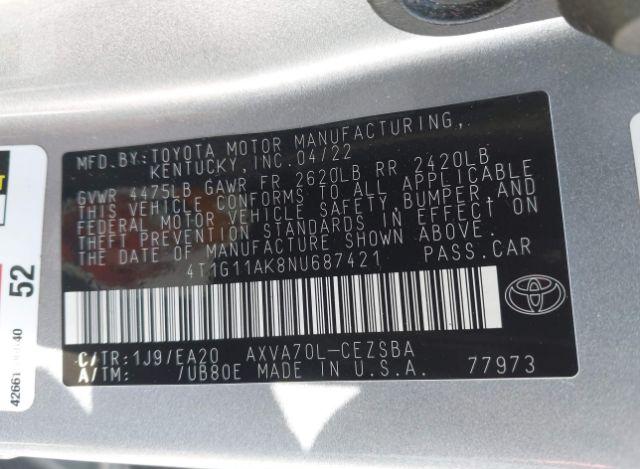 MFD.BY:TOYOTA MOTOR MANUFACTURING,
KENTUCKY, INC.04/22
GVWR 4475LB GAWR FR 2620LB RR 2420LB
THIS VEHICLE CONFORMS TO ALL APPLICABLE
FEDERAL MOTOR VEHICLE SAFETY, BUMPER, AND
THEFT PREVENTION STANDARDS IN EFFECT ON
THE DATE OF MANUFACTURE SHOWN ABOVE.
4T1G11AK8NU687421 PASS.CAR
C/TR:1J9/EA20 AXVA70L-CEZSBA
A/TM: /UB80E MADE IN U.S.A. 77973
52
42661